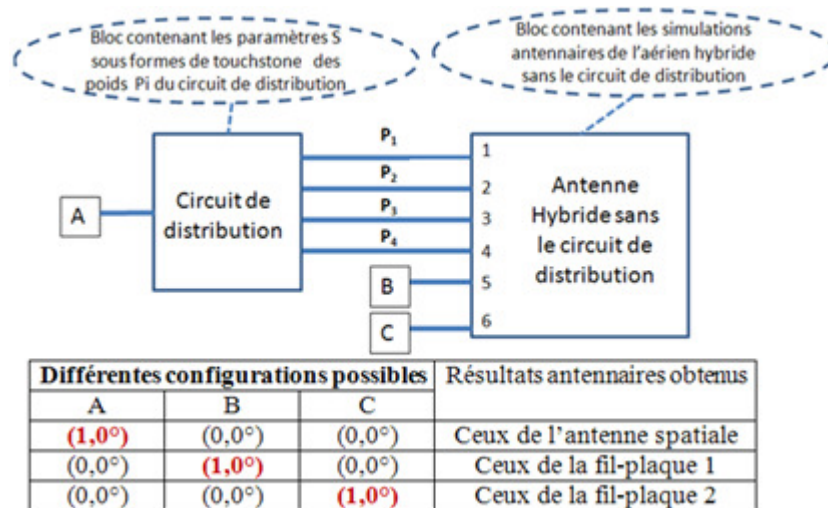 Bloc contenant les paramètres S
sous formes de touchstone des
poids Pi du circuit de distribution
Bloc contenant les simulations
antennaires de l'aérien hybride
sans le circuit de distribution
A
Circuit de
distribution
P1
P2
P3
P4
B
C
1
2
3
4
5
6
Antenne
Hybride sans
le circuit de
distribution
Différentes configurations possibles Résultats antennaires obtenus
A B C
(1,0°) (0,0°) (0,0°) Ceux de l'antenne spatiale
(0,0°) (1,0°) (0,0°) Ceux de la fil-plaque 1
(0,0°) (0,0°) (1,0°) Ceux de la fil-plaque 2